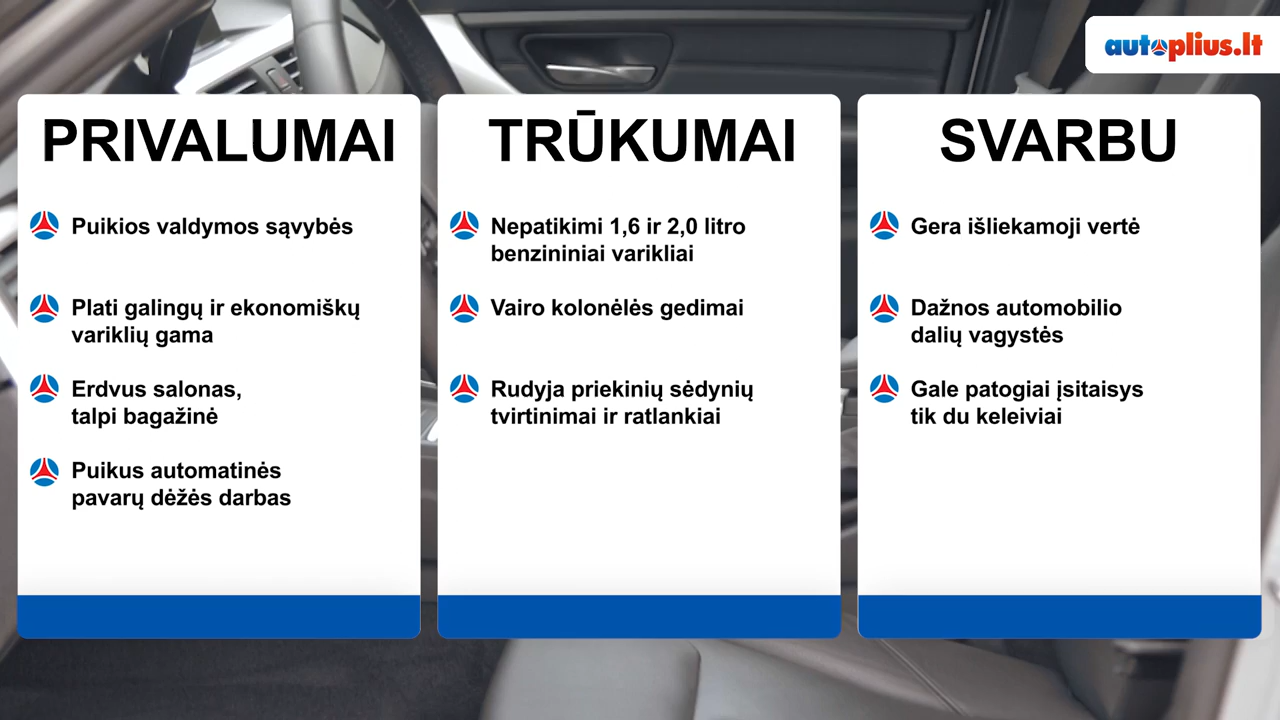 autoplius.lt
PRIVALUMAI
Puikios valdymos sąvybės
Plati galingų ir ekonomiškų
variklių gama
Erdvus salonas,
talpi bagažinė
Puikus automatinės
pavarų dėžės darbas
TRŪKUMAI
Nepatikimi 1,6 ir 2,0 litro
benzininiai varikliai
Vairo kolonėlės gedimai
Rudyja priekinių sėdynių
tvirtinimai ir ratlankiai
SVARBU
Gera išliekamoji vertė
Dažnos automobilio
dalių vagystės
Gale patogiai įsitaisys
tik du keleiviai